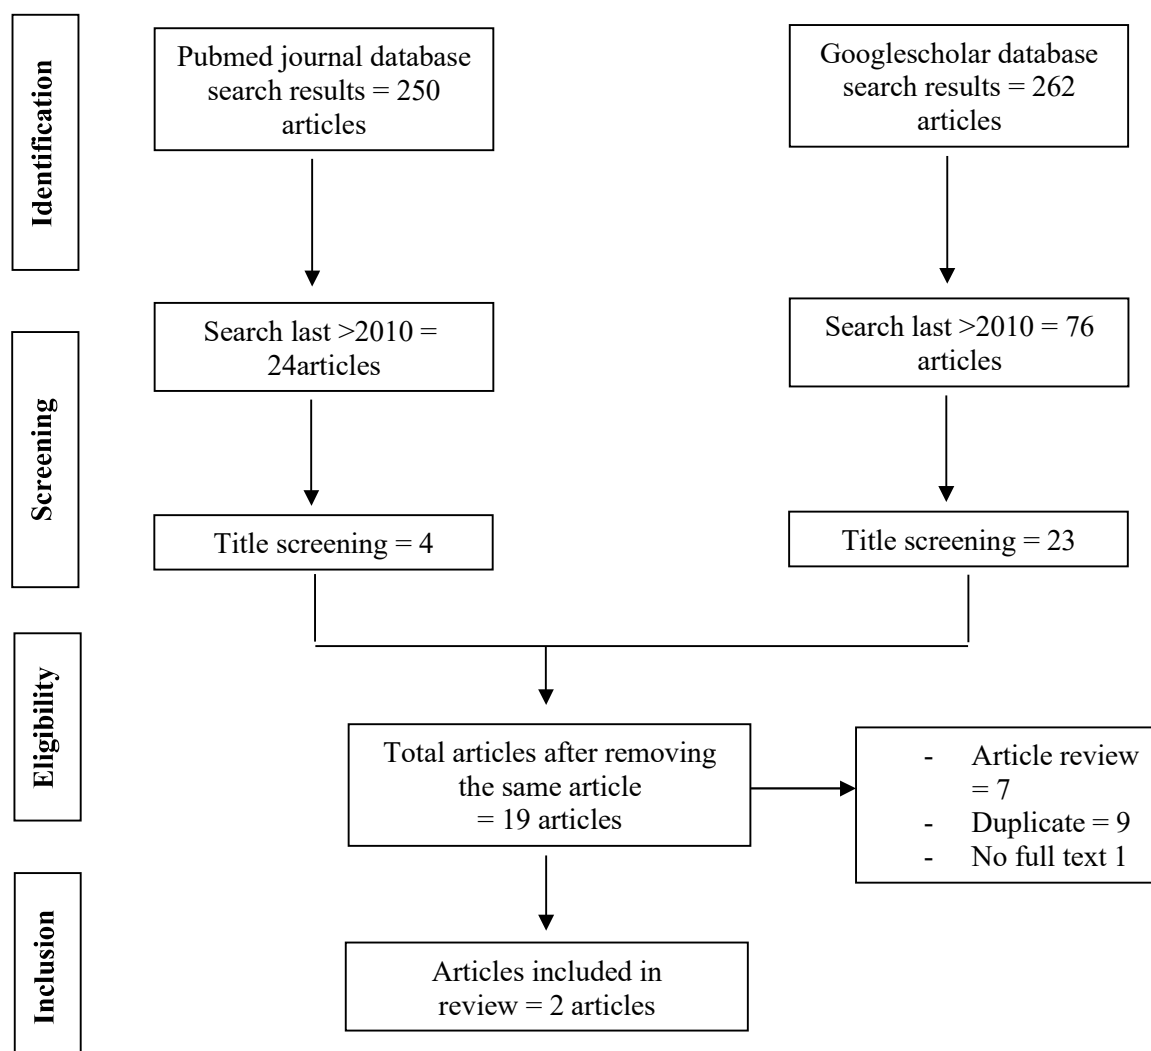 Identification
Pubmed journal database
search results = 250
articles
Googlescholar database
search results = 262
articles
Screening
Search last >2010 =
24articles
Search last >2010 = 76
articles
Title screening = 4
Title screening = 23
Eligibility
Total articles after removing
the same article
= 19 articles
- Article review
= 7
- Duplicate = 9
- No full text 1
Inclusion
Articles included in
review = 2 articles